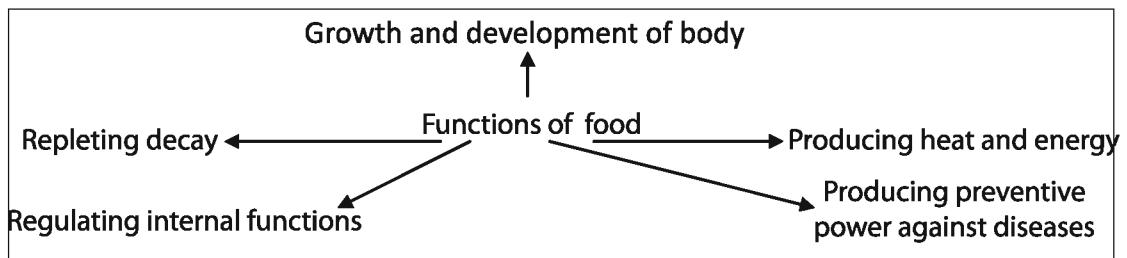 Growth and development of body
Functions of food
Repleting decay
Producing heat and energy
Regulating internal functions
Producing preventive
power against diseases